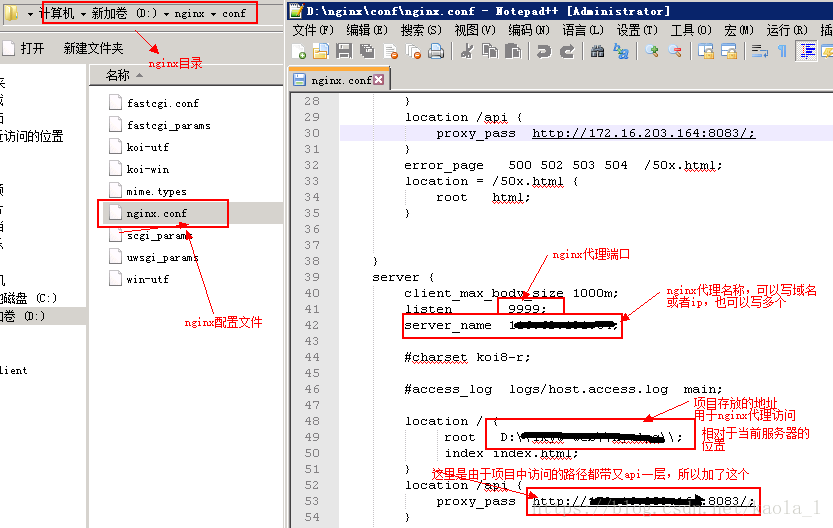 计算机 ▸ 新加卷 (D:) ▸ nginx ▸ conf
打开 新建文件夹
nginx目录
名称
近访问的位置
fastcgi.conf
fastcgi_params
koi-utf
koi-win
mime.types
nginx.conf
scgi_params
uwsgi_params
win-utf
nginx配置文件
磁盘 (C:)
卷 (D:)
lient
D:\nginx\conf\nginx.conf - Notepad++ [Administrator]
文件(F) 编辑(E) 搜索(S) 视图(V) 编码(N) 语言(L) 设置(T) 工具(O) 宏(M) 运行(R)
nginx.conf
28 }
29 location /api {
30 proxy_pass http://172.16.203.164:8083/;
31 }
32 error_page 500 502 503 504 /50x.html;
33 location = /50x.html {
34 root html;
35 }
36
37
38 }
39 server {
40 client_max_body_size 1000m;
41 listen 9999;
42 server_name
43
44 #charset koi8-r;
45
46 #access_log logs/host.access.log main;
47
48 location / {
49 root D:\ \\;
50 index index.html;
51 }
52 location /api {
53 proxy_pass http:// :8083/;
54 }
nginx代理端口
nginx代理名称，可以写域名
或者ip，也可以写多个
项目存放的地址
用于nginx代理访问
相对于当前服务器的
位置
这里是由于项目中访问的路径都带又api一层，所以加了这个
https://blog.csdn.net/kaola_l